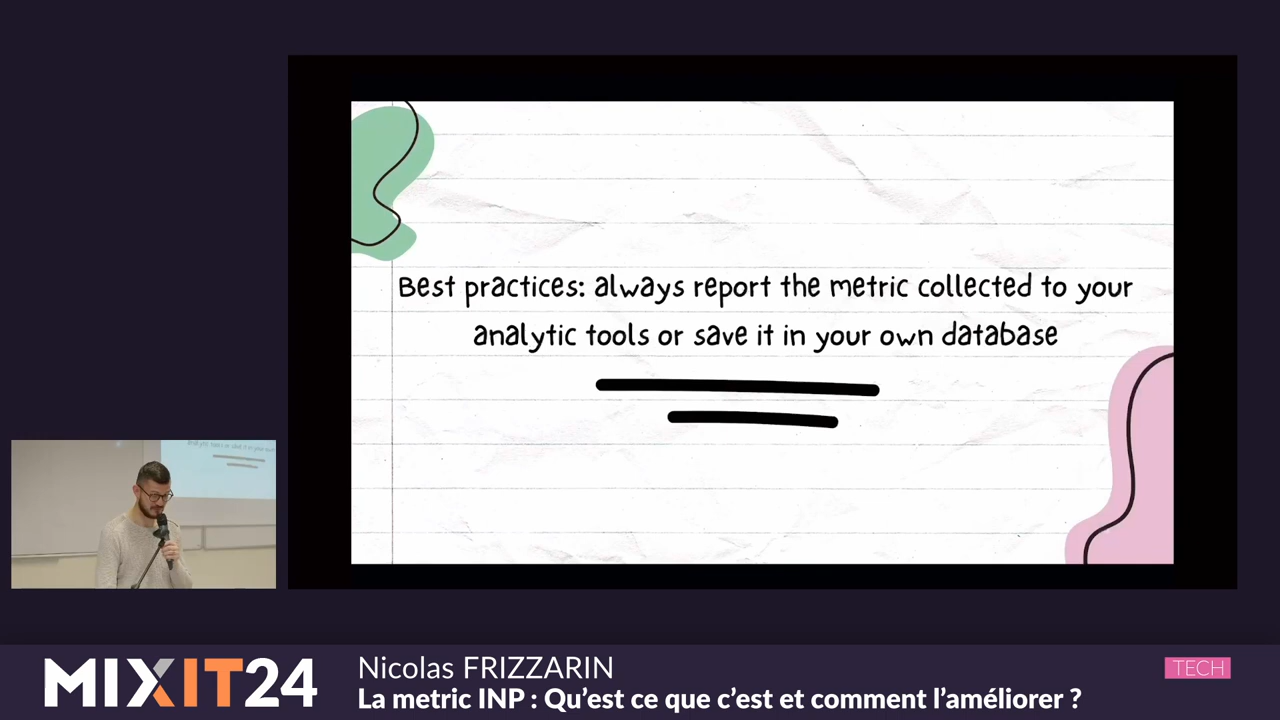 Best practices: always report the metric collected to your
analytic tools or save it in your own database
MIXIT24
Nicolas FRIZZARIN
La metric INP : Qu’est ce que c’est et comment l’améliorer ?
TECH